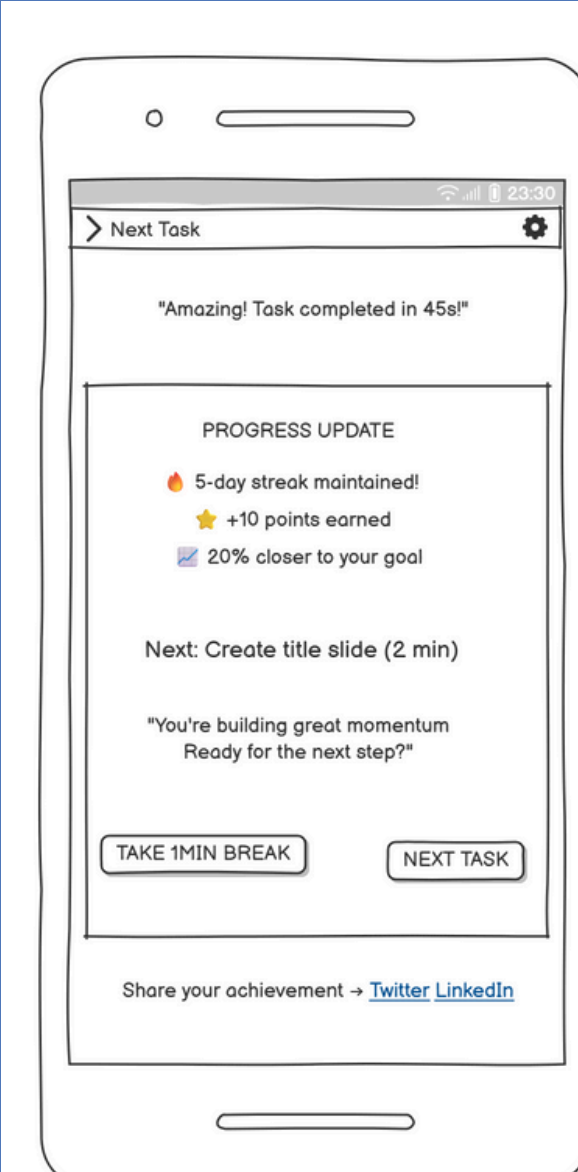 23:30
Next Task
"Amazing! Task completed in 45s!"
PROGRESS UPDATE
🔥 5-day streak maintained!
⭐ +10 points earned
📈 20% closer to your goal
Next: Create title slide (2 min)
"You're building great momentum
Ready for the next step?"
TAKE 1MIN BREAK
NEXT TASK
Share your achievement → Twitter LinkedIn